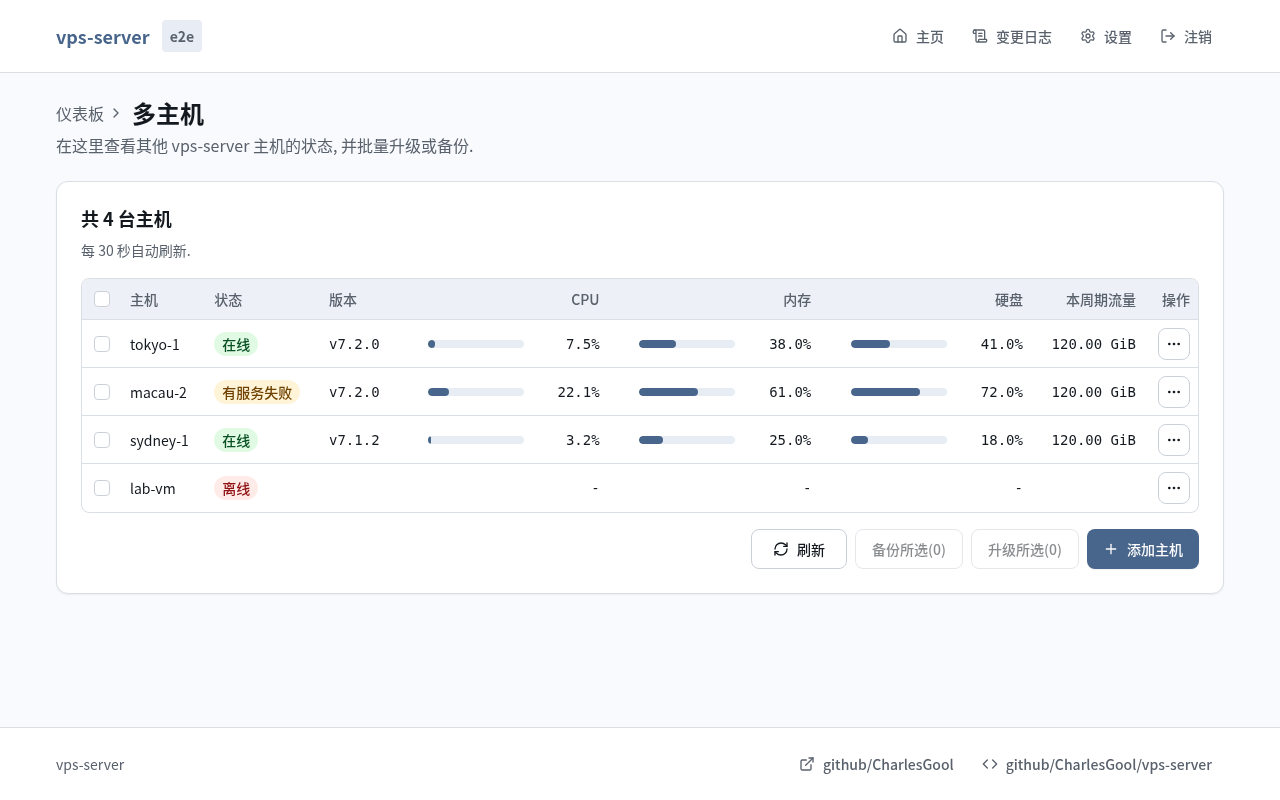 vps-server e2e 主页 变更日志 设置 注销
仪表板 多主机
在这里查看其他 vps-server 主机的状态, 并批量升级或备份.
共 4 台主机
每 30 秒自动刷新.
主机 状态 版本 CPU 内存 硬盘 本周期流量 操作
tokyo-1 在线 v7.2.0 7.5% 38.0% 41.0% 120.00 GiB ···
macau-2 有服务失败 v7.2.0 22.1% 61.0% 72.0% 120.00 GiB ···
sydney-1 在线 v7.1.2 3.2% 25.0% 18.0% 120.00 GiB ···
lab-vm 离线 - - - ···
刷新 备份所选(0) 升级所选(0) 添加主机
vps-server github/CharlesGool github/CharlesGool/vps-server